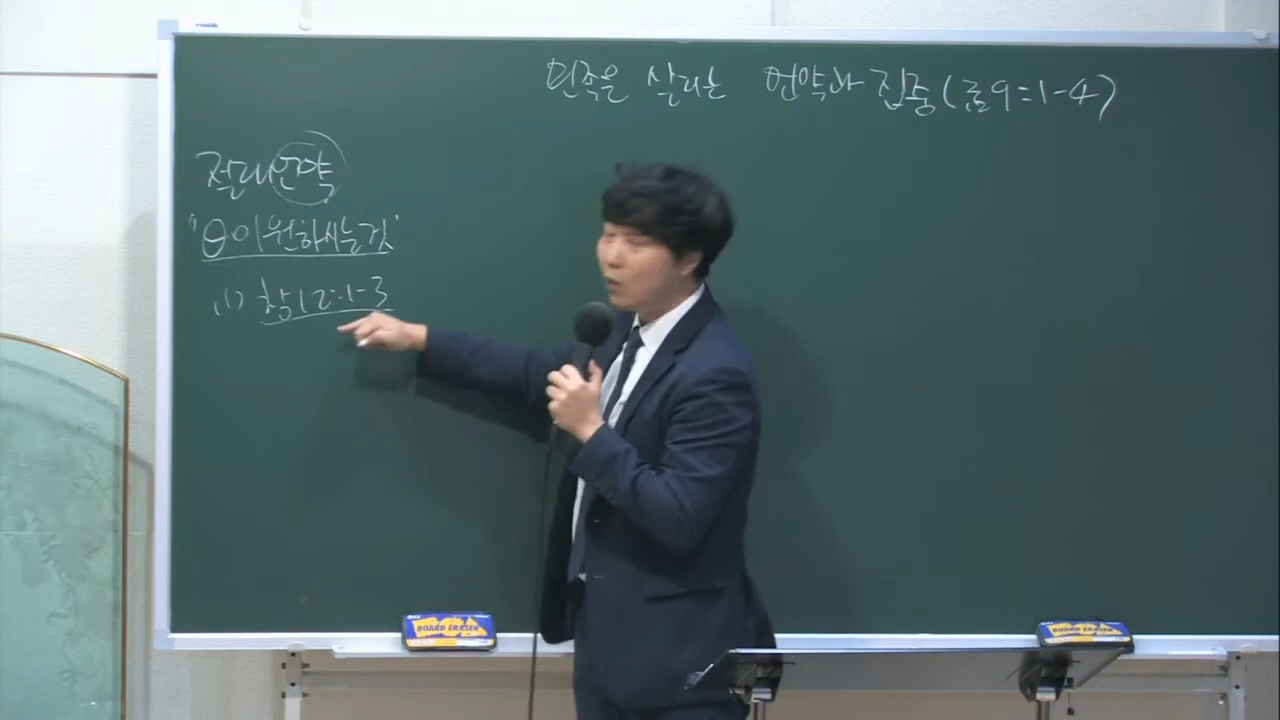 민족을 살리는 언약과 집중(롬9:1-4)
절대언약
"θ이 원하시는것"
(1) 창12:1-3
BOARD ERASER
BOARD ERASER